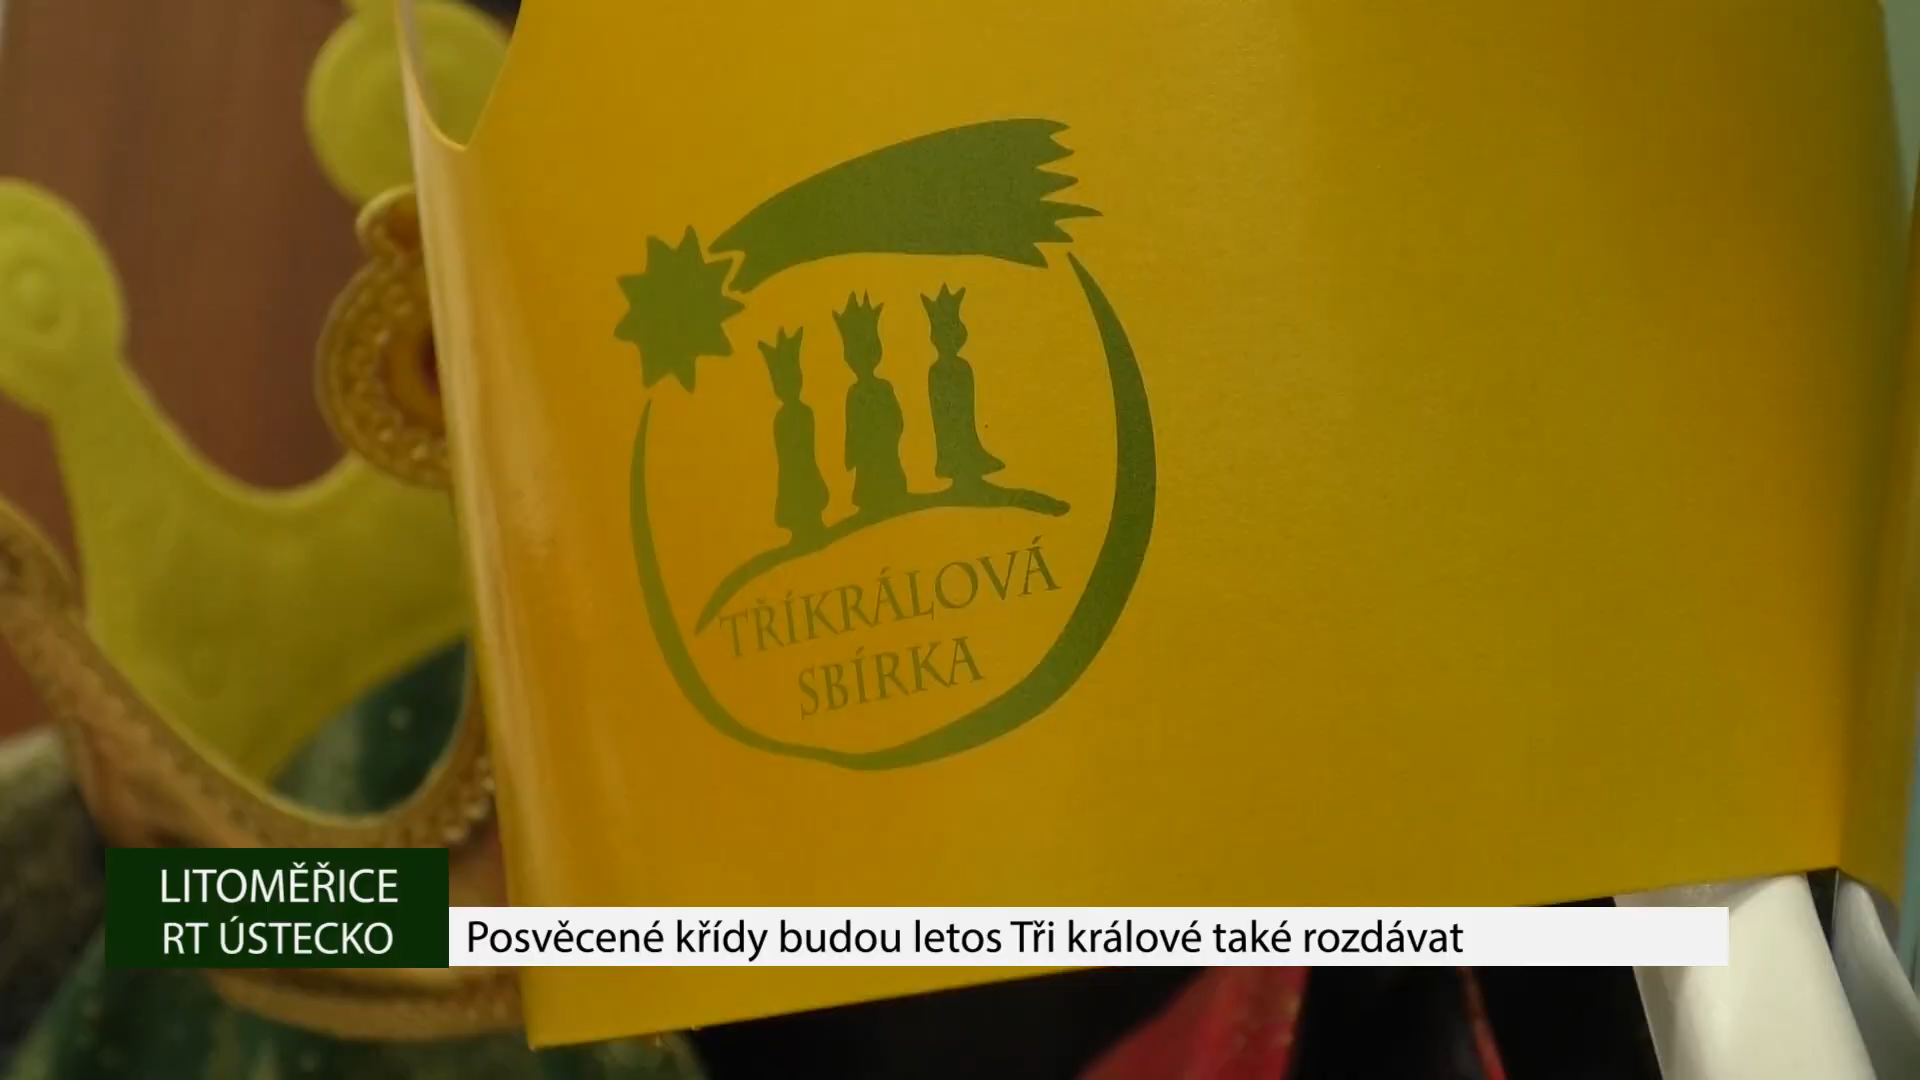 TŘÍKRÁLOVÁ
SBÍRKA
LITOMĚŘICE
RT ÚSTECKO
Posvěcené křídy budou letos Tři králové také rozdávat